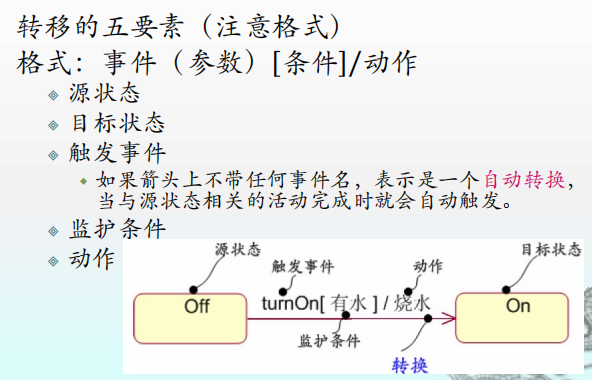 转移的五要素（注意格式）
格式：事件（参数）[条件]/动作
源状态
目标状态
触发事件
如果箭头上不带任何事件名，表示是一个自动转换，
当与源状态相关的活动完成时就会自动触发。
监护条件
动作
源状态
目标状态
触发事件
动作
Off
turnOn[ 有水 ] / 烧水
On
监护条件
转换